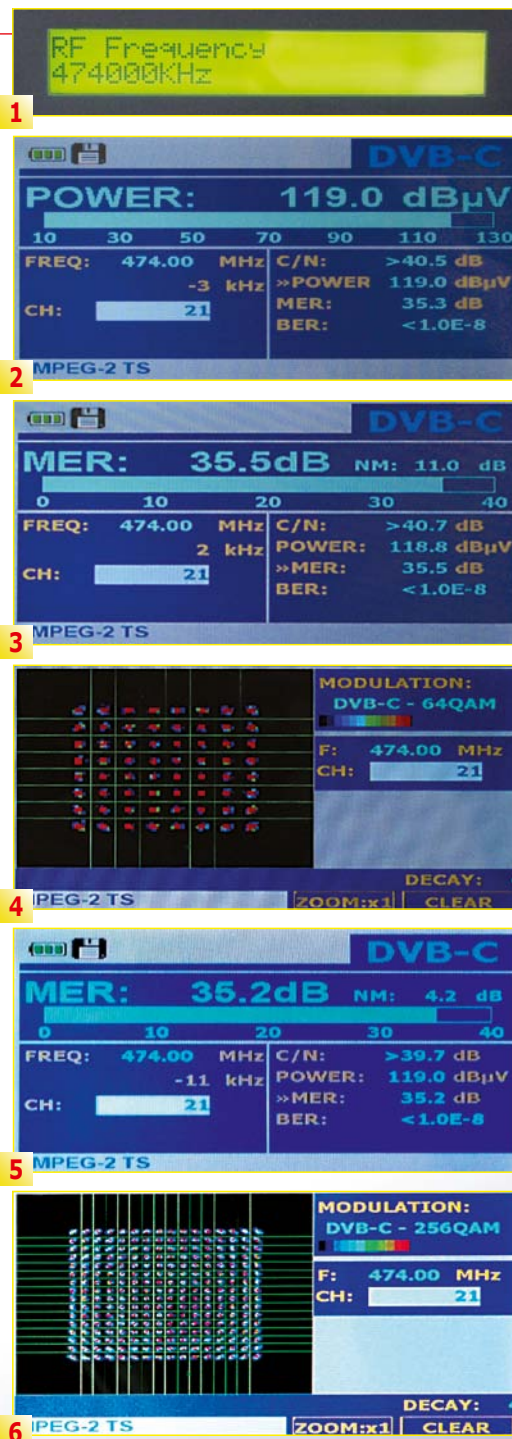 RF Frequency
474000KHz
1
DVB-C
POWER: 119.0 dBµV
10 30 50 70 90 110 130
FREQ: 474.00 MHz C/N: >40.5 dB
-3 kHz »POWER 119.0 dBµV
CH: 21 MER: 35.3 dB
BER: <1.0E-8
MPEG-2 TS
2
DVB-C
MER: 35.5dB NM: 11.0 dB
0 10 20 30 40
FREQ: 474.00 MHz C/N: >40.7 dB
2 kHz POWER: 118.8 dBµV
CH: 21 »MER: 35.5 dB
BER: <1.0E-8
MPEG-2 TS
3
MODULATION:
DVB-C - 64QAM
F: 474.00 MHz
CH: 21
DECAY:
MPEG-2 TS ZOOM:x1 CLEAR
4
DVB-C
MER: 35.2dB NM: 4.2 dB
0 10 20 30 40
FREQ: 474.00 MHz C/N: >39.7 dB
-11 kHz POWER: 119.0 dBµV
CH: 21 »MER: 35.2 dB
BER: <1.0E-8
MPEG-2 TS
5
MODULATION:
DVB-C - 256QAM
F: 474.00 MHz
CH: 21
DECAY:
MPEG-2 TS ZOOM:x1 CLEAR
6